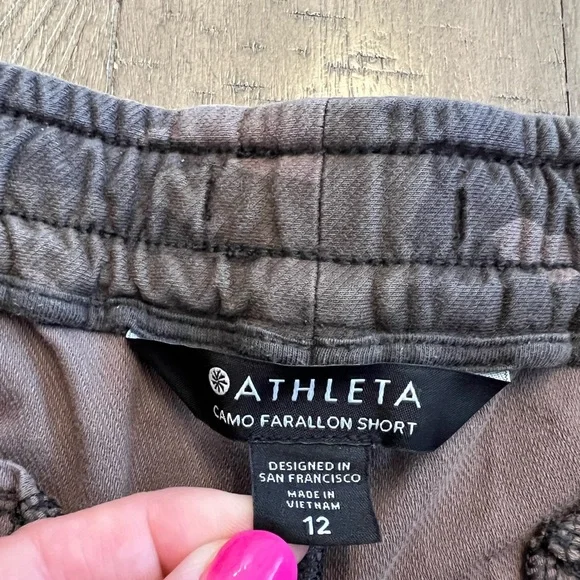 ATHLETA
CAMO FARALLON SHORT
DESIGNED IN
SAN FRANCISCO
MADE IN
VIETNAM
12